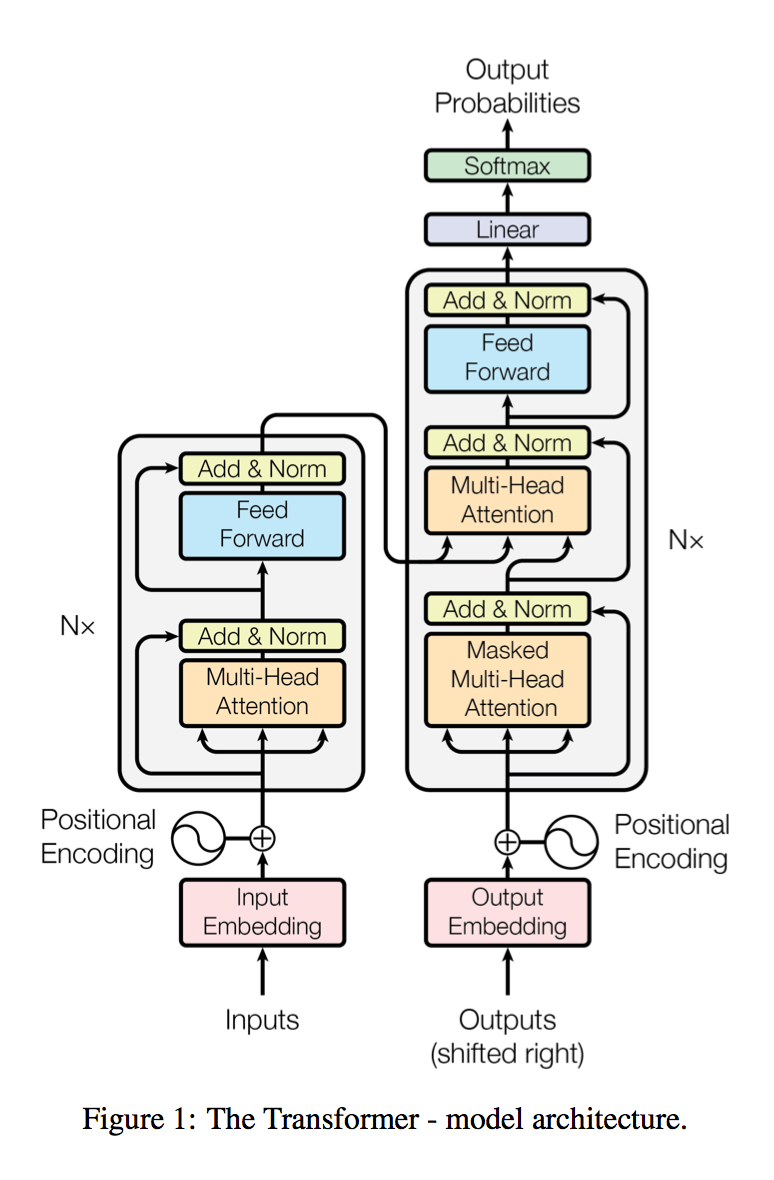 Output
Probabilities
Softmax
Linear
Add & Norm
Feed
Forward
Add & Norm
Multi-Head
Attention
N×
Add & Norm
Masked
Multi-Head
Attention
Add & Norm
Feed
Forward
N×
Add & Norm
Multi-Head
Attention
Positional
Encoding
Positional
Encoding
Input
Embedding
Output
Embedding
Inputs
Outputs
(shifted right)
Figure 1: The Transformer - model architecture.